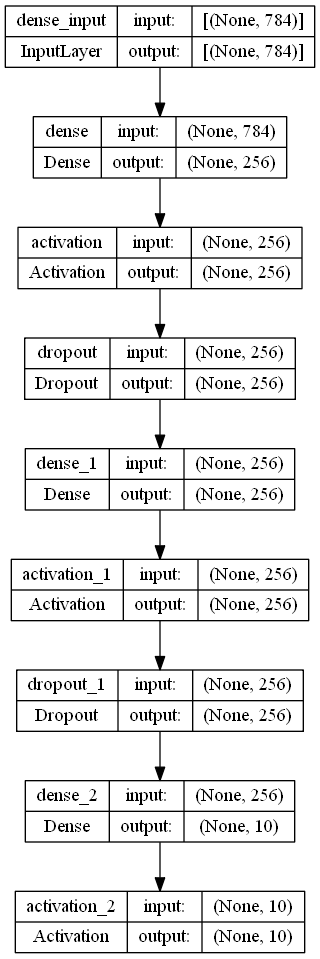 dense_input input: [(None, 784)]
InputLayer output: [(None, 784)]
dense input: (None, 784)
Dense output: (None, 256)
activation input: (None, 256)
Activation output: (None, 256)
dropout input: (None, 256)
Dropout output: (None, 256)
dense_1 input: (None, 256)
Dense output: (None, 256)
activation_1 input: (None, 256)
Activation output: (None, 256)
dropout_1 input: (None, 256)
Dropout output: (None, 256)
dense_2 input: (None, 256)
Dense output: (None, 10)
activation_2 input: (None, 10)
Activation output: (None, 10)